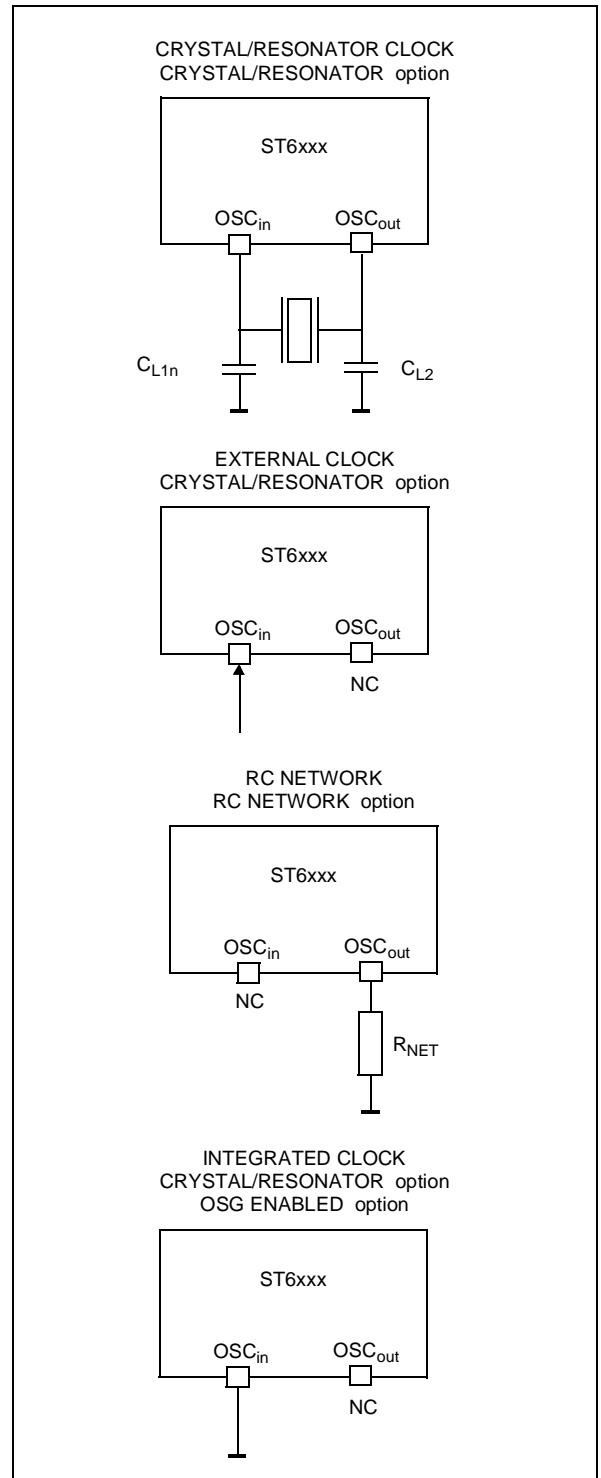 CRYSTAL/RESONATOR CLOCK
CRYSTAL/RESONATOR option
ST6xxx
OSCin OSCout
CL1n CL2
EXTERNAL CLOCK
CRYSTAL/RESONATOR option
ST6xxx
OSCin OSCout
NC
RC NETWORK
RC NETWORK option
ST6xxx
OSCin OSCout
NC
RNET
INTEGRATED CLOCK
CRYSTAL/RESONATOR option
OSG ENABLED option
ST6xxx
OSCin OSCout
NC